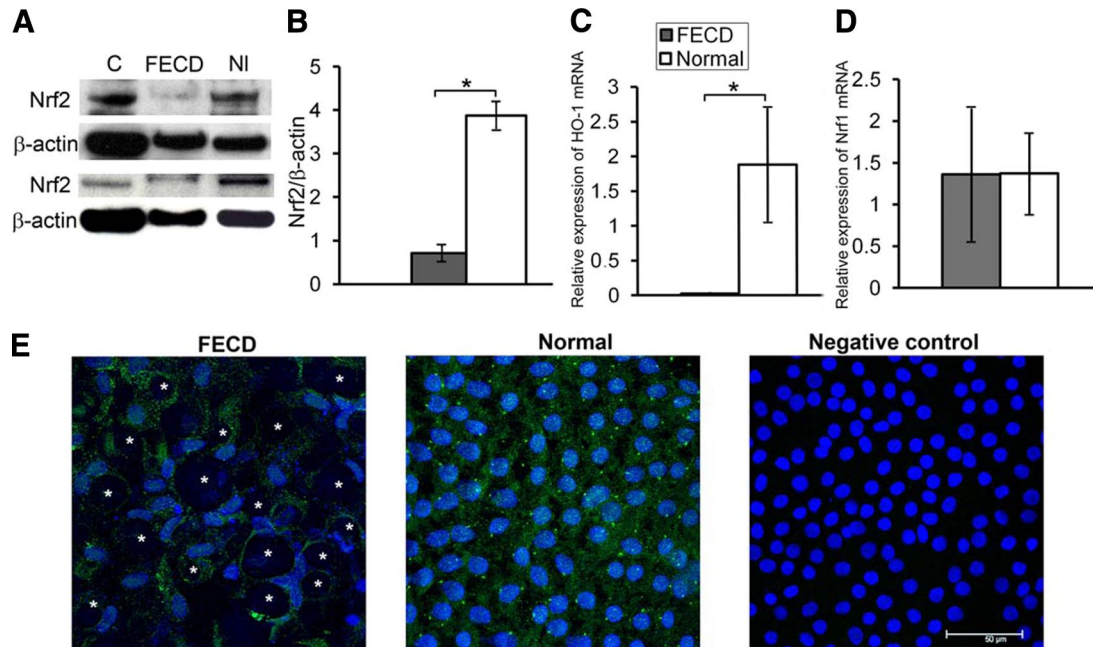 A
C FECD NI
Nrf2
β-actin
Nrf2
β-actin
B
Nrf2/β-actin
5
4
3
2
1
0
*
C
FECD
Normal
Relative expression of HO-1 mRNA
3
2.5
2
1.5
1
0.5
0
*
D
Relative expression of Nrf1 mRNA
2.5
2
1.5
1
0.5
0
E
FECD
* * * * * * * * * * * * * * * * * *
Normal
Negative control
50 µm